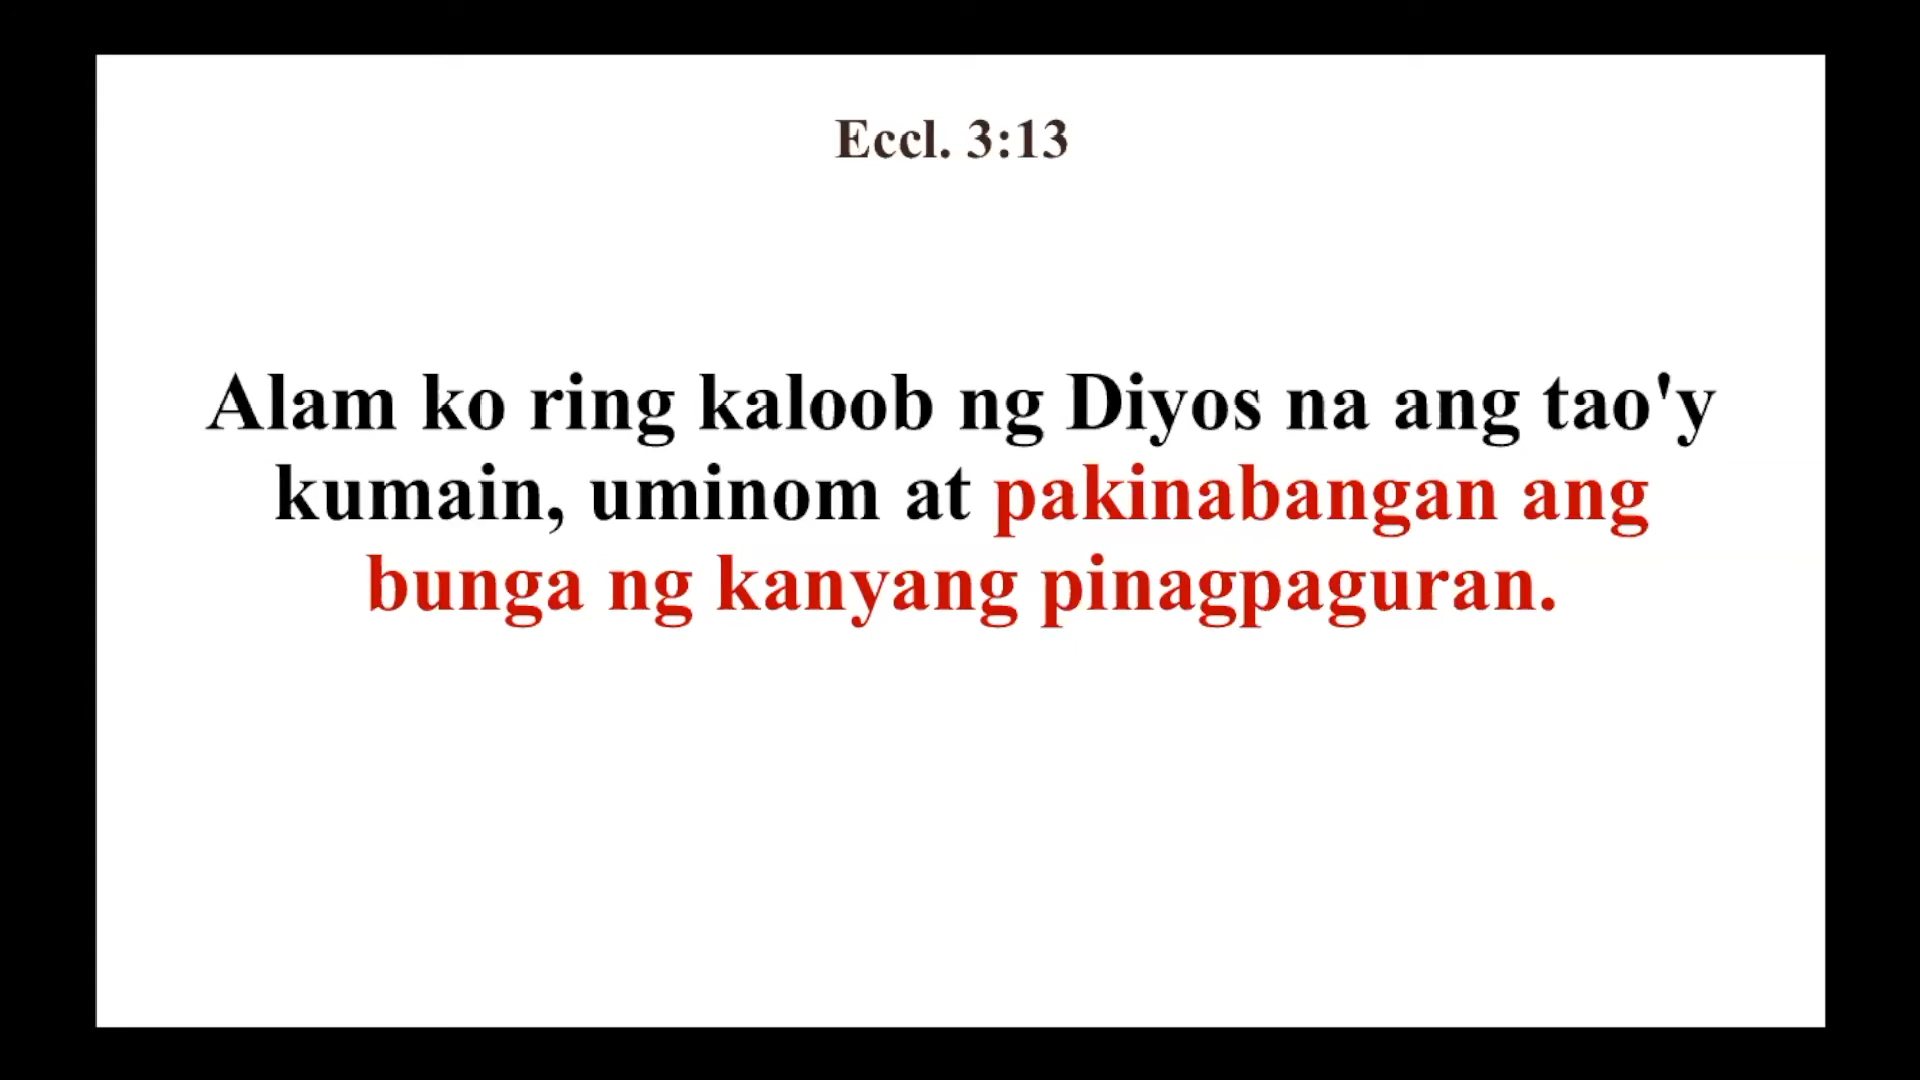 Eccl. 3:13
Alam ko ring kaloob ng Diyos na ang tao'y
kumain, uminom at pakinabangan ang
bunga ng kanyang pinagpaguran.